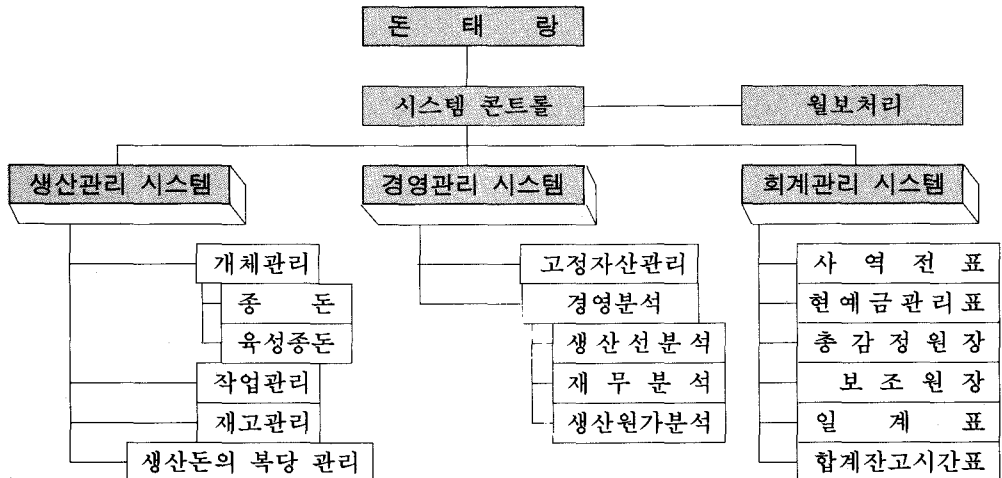 돈 태 랑
시스템 콘트롤
월보처리
생산관리 시스템
개체관리
종 돈
육성종돈
작업관리
재고관리
생산돈의 복당 관리
경영관리 시스템
고정자산관리
경영분석
생산선분석
재무분석
생산원가분석
회계관리 시스템
사 역 전 표
현예금관리표
총감정원장
보조원장
일 계 표
합계잔고시간표